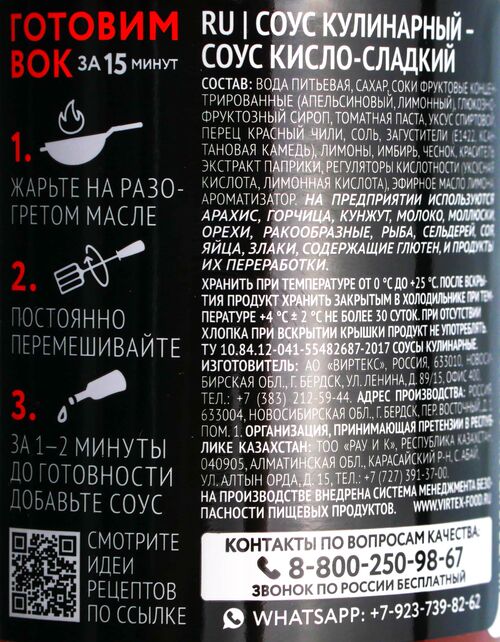 ГОТОВИМ
ВОК ЗА 15 МИНУТ
1.
ЖАРЬТЕ НА РАЗО-
ГРЕТОМ МАСЛЕ
2.
ПОСТОЯННО
ПЕРЕМЕШИВАЙТЕ
3.
ЗА 1–2 МИНУТЫ
ДО ГОТОВНОСТИ
ДОБАВЬТЕ СОУС
СМОТРИТЕ
ИДЕИ
РЕЦЕПТОВ
ПО ССЫЛКЕ
RU | СОУС КУЛИНАРНЫЙ -
СОУС КИСЛО-СЛАДКИЙ
СОСТАВ: ВОДА ПИТЬЕВАЯ, САХАР, СОКИ ФРУКТОВЫЕ КОНЦЕН-
ТРИРОВАННЫЕ (АПЕЛЬСИНОВЫЙ, ЛИМОННЫЙ), ГЛЮКОЗНО-
ФРУКТОЗНЫЙ СИРОП, ТОМАТНАЯ ПАСТА, УКСУС СПИРТОВОЙ,
ПЕРЕЦ КРАСНЫЙ ЧИЛИ, СОЛЬ, ЗАГУСТИТЕЛИ (Е1422, КСАН-
ТАНОВАЯ КАМЕДЬ), ЛИМОНЫ, ИМБИРЬ, ЧЕСНОК, КРАСИТЕЛЬ
ЭКСТРАКТ ПАПРИКИ, РЕГУЛЯТОРЫ КИСЛОТНОСТИ (УКСУСНАЯ
КИСЛОТА, ЛИМОННАЯ КИСЛОТА), ЭФИРНОЕ МАСЛО ЛИМОНА,
АРОМАТИЗАТОР. НА ПРЕДПРИЯТИИ ИСПОЛЬЗУЮТСЯ
АРАХИС, ГОРЧИЦА, КУНЖУТ, МОЛОКО, МОЛЛЮСКИ,
ОРЕХИ, РАКООБРАЗНЫЕ, РЫБА, СЕЛЬДЕРЕЙ, СОЯ,
ЯЙЦА, ЗЛАКИ, СОДЕРЖАЩИЕ ГЛЮТЕН, И ПРОДУКТЫ
ИХ ПЕРЕРАБОТКИ.
ХРАНИТЬ ПРИ ТЕМПЕРАТУРЕ ОТ 0 °С ДО +25 °С. ПОСЛЕ ВСКРЫ-
ТИЯ ПРОДУКТ ХРАНИТЬ ЗАКРЫТЫМ В ХОЛОДИЛЬНИКЕ ПРИ ТЕМ-
ПЕРАТУРЕ +4 °С ± 2 °С НЕ БОЛЕЕ 30 СУТОК. ПРИ ОТСУТСТВИИ
ХЛОПКА ПРИ ВСКРЫТИИ КРЫШКИ ПРОДУКТ НЕ УПОТРЕБЛЯТЬ.
ТУ 10.84.12-041-55482687-2017 СОУСЫ КУЛИНАРНЫЕ.
ИЗГОТОВИТЕЛЬ: АО «ВИРТЕКС», РОССИЯ, 633010, НОВОСИ-
БИРСКАЯ ОБЛ., Г. БЕРДСК, УЛ. ЛЕНИНА, Д. 89/15, ОФИС 400,
ТЕЛ.: +7 (383) 212-59-44. АДРЕС ПРОИЗВОДСТВА: РОССИЯ,
633004, НОВОСИБИРСКАЯ ОБЛ., Г. БЕРДСК, ПЕР. ВОСТОЧНЫЙ,
ПОМ. 1. ОРГАНИЗАЦИЯ, ПРИНИМАЮЩАЯ ПРЕТЕНЗИИ В РЕСПУБ-
ЛИКЕ КАЗАХСТАН: ТОО «РАУ И К», РЕСПУБЛИКА КАЗАХСТАН,
040905, АЛМАТИНСКАЯ ОБЛ., КАРАСАЙСКИЙ Р-Н, С. АБАЙ,
УЛ. АЛТЫН ОРДА, Д. 15, ТЕЛ.: +7 (727) 391-37-00.
НА ПРОИЗВОДСТВЕ ВНЕДРЕНА СИСТЕМА МЕНЕДЖМЕНТА БЕЗО-
ПАСНОСТИ ПИЩЕВЫХ ПРОДУКТОВ. WWW.VIRTEX-FOOD.RU
КОНТАКТЫ ПО ВОПРОСАМ КАЧЕСТВА:
8-800-250-98-67
ЗВОНОК ПО РОССИИ БЕСПЛАТНЫЙ
WHATSAPP: +7-923-739-82-62